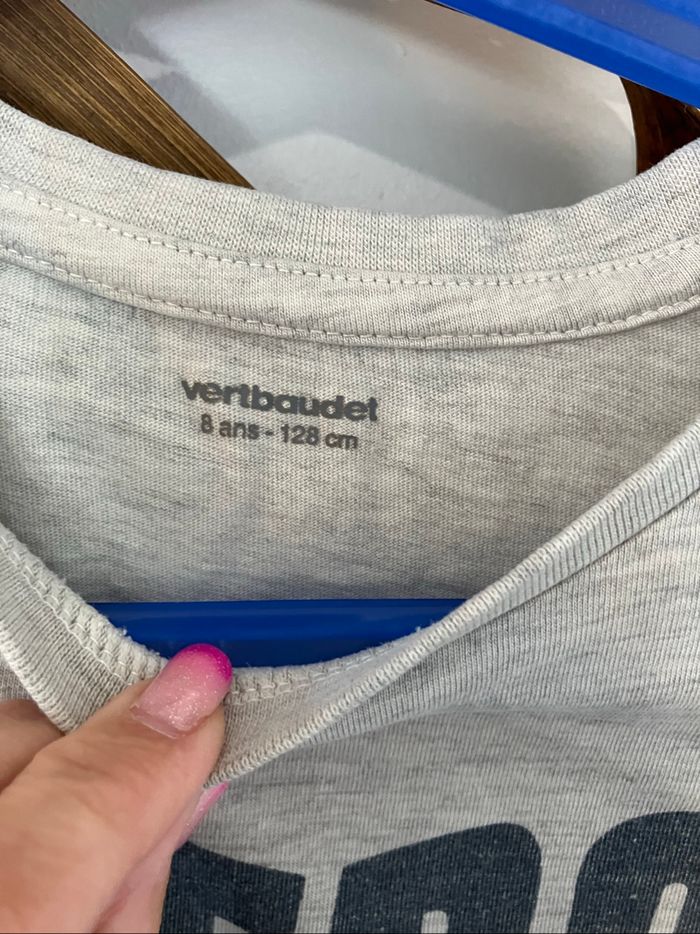 vertbaudet
8 ans - 128 cm